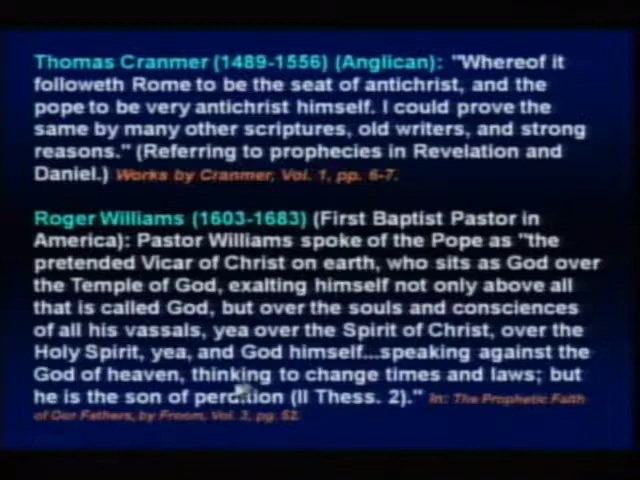 Thomas Cranmer (1489-1556) (Anglican): "Whereof it
followeth Rome to be the seat of antichrist, and the
pope to be very antichrist himself. I could prove the
same by many other scriptures, old writers, and strong
reasons." (Referring to prophecies in Revelation and
Daniel.) Works by Cranmer, Vol. 1, pp. 6-7.
Roger Williams (1603-1683) (First Baptist Pastor in
America): Pastor Williams spoke of the Pope as "the
pretended Vicar of Christ on earth, who sits as God over
the Temple of God, exalting himself not only above all
that is called God, but over the souls and consciences
of all his vassals, yea over the Spirit of Christ, over the
Holy Spirit, yea, and God himself...speaking against the
God of heaven, thinking to change times and laws; but
he is the son of perdition (II Thess. 2)." In: The Prophetic Faith
of Our Fathers, by Froom, Vol. 3, pg. 52.